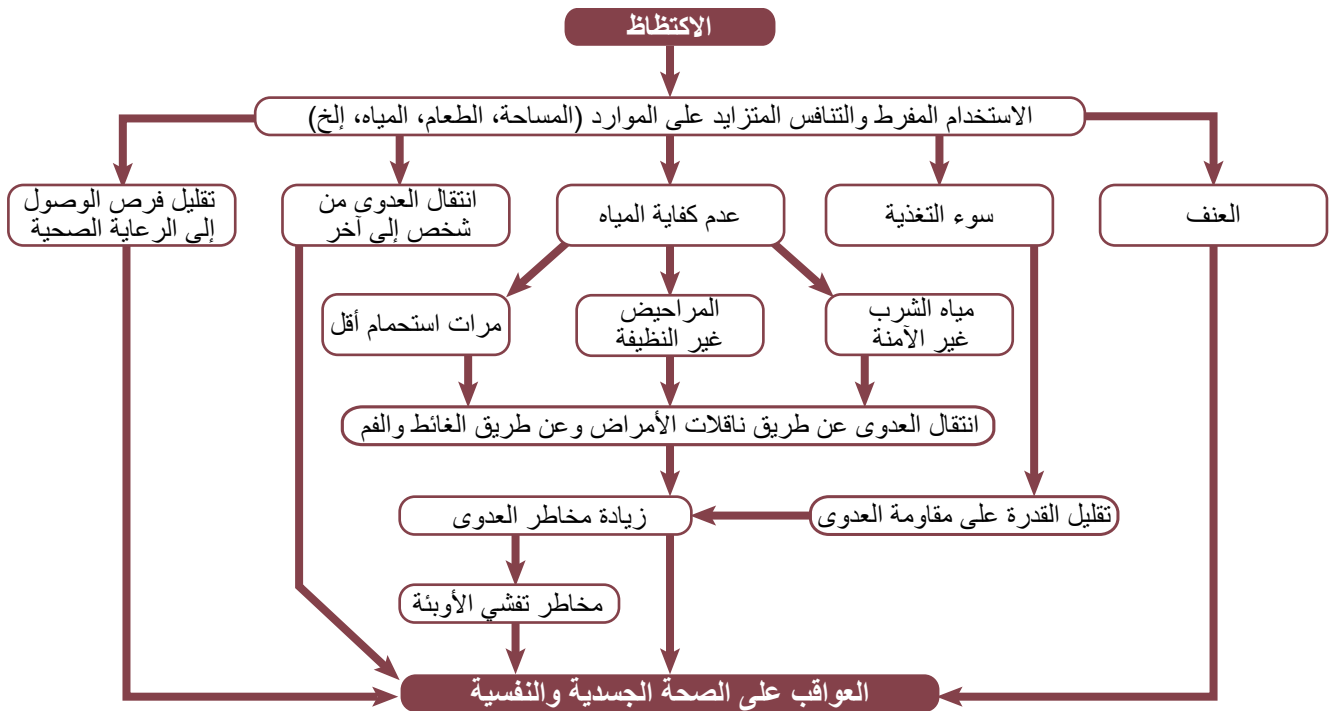 الاكتظاظ
الاستخدام المفرط والتنافس المتزايد على الموارد (المساحة، الطعام، المياه، إلخ)
العنف
سوء التغذية
عدم كفاية المياه
انتقال العدوى من
شخص إلى آخر
تقليل فرص الوصول
إلى الرعاية الصحية
مياه الشرب
غير الآمنة
المراحيض
غير النظيفة
مرات استحمام أقل
انتقال العدوى عن طريق ناقلات الأمراض وعن طريق الغائط والفم
تقليل القدرة على مقاومة العدوى
زيادة مخاطر العدوى
مخاطر تفشي الأوبئة
العواقب على الصحة الجسدية والنفسية